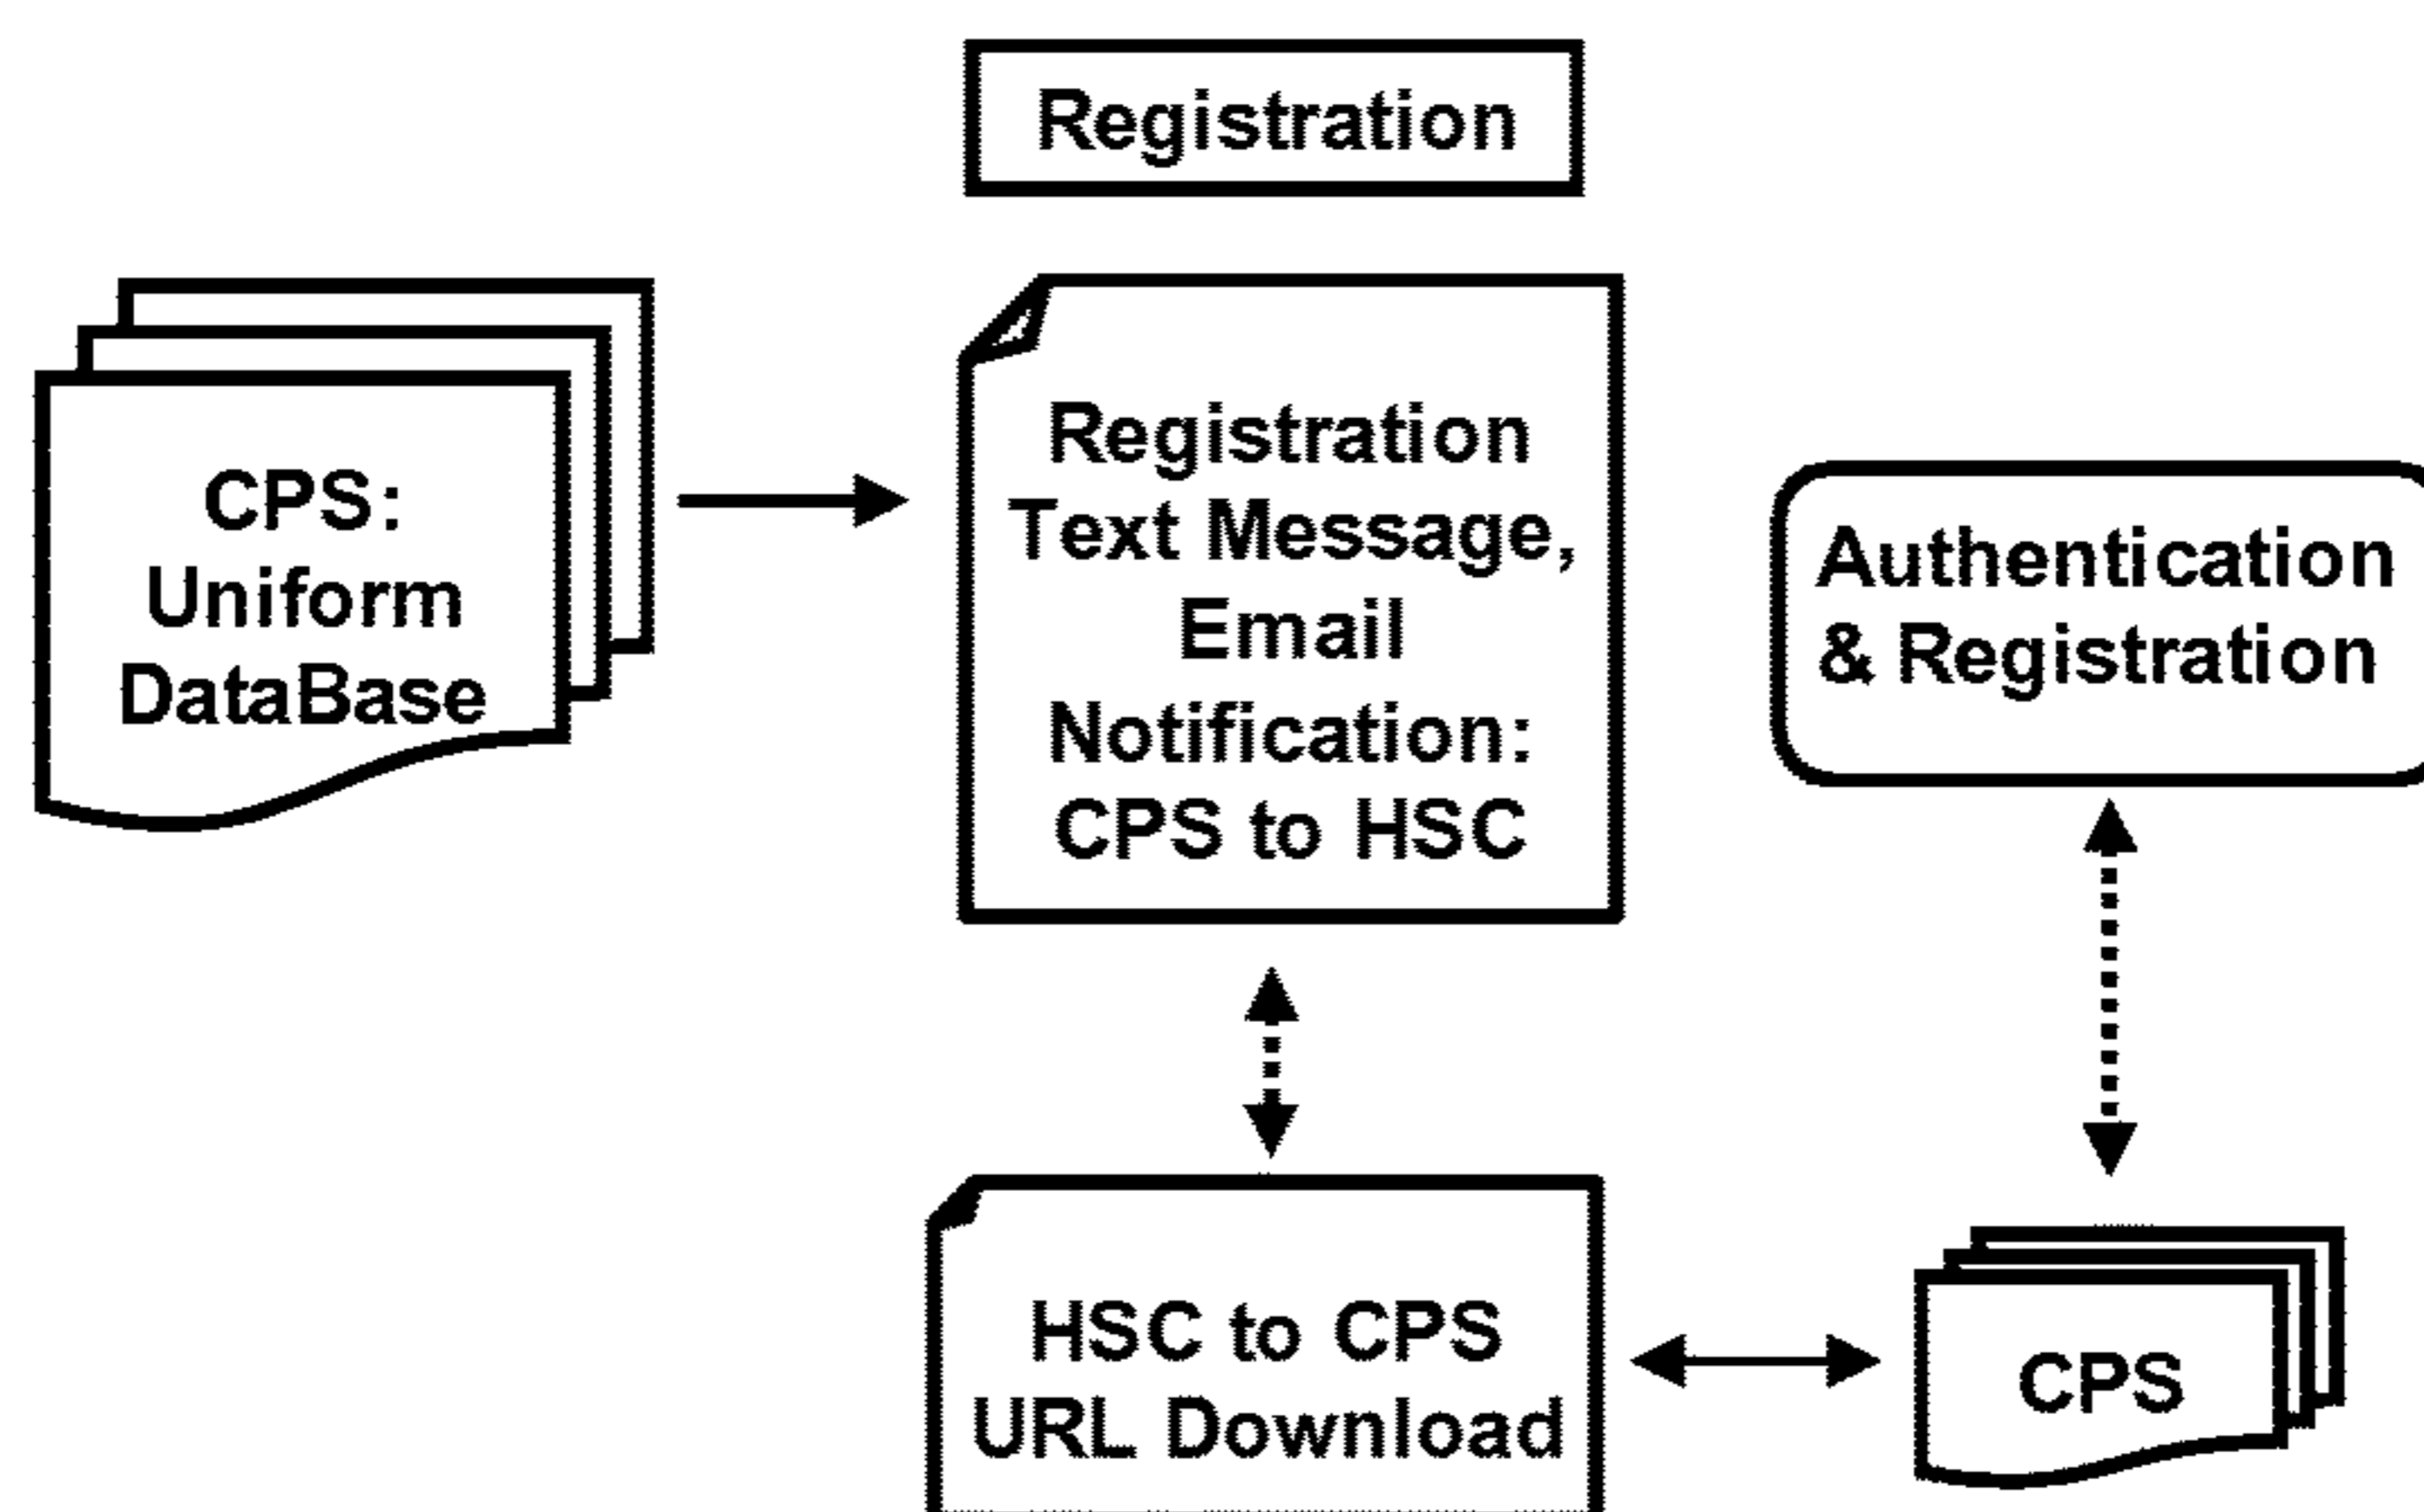 Registration
CPS:
Uniform
DataBase
Registration
Text Message,
Email
Notification:
CPS to HSC
Authentication
& Registration
HSC to CPS
URL Download
CPS